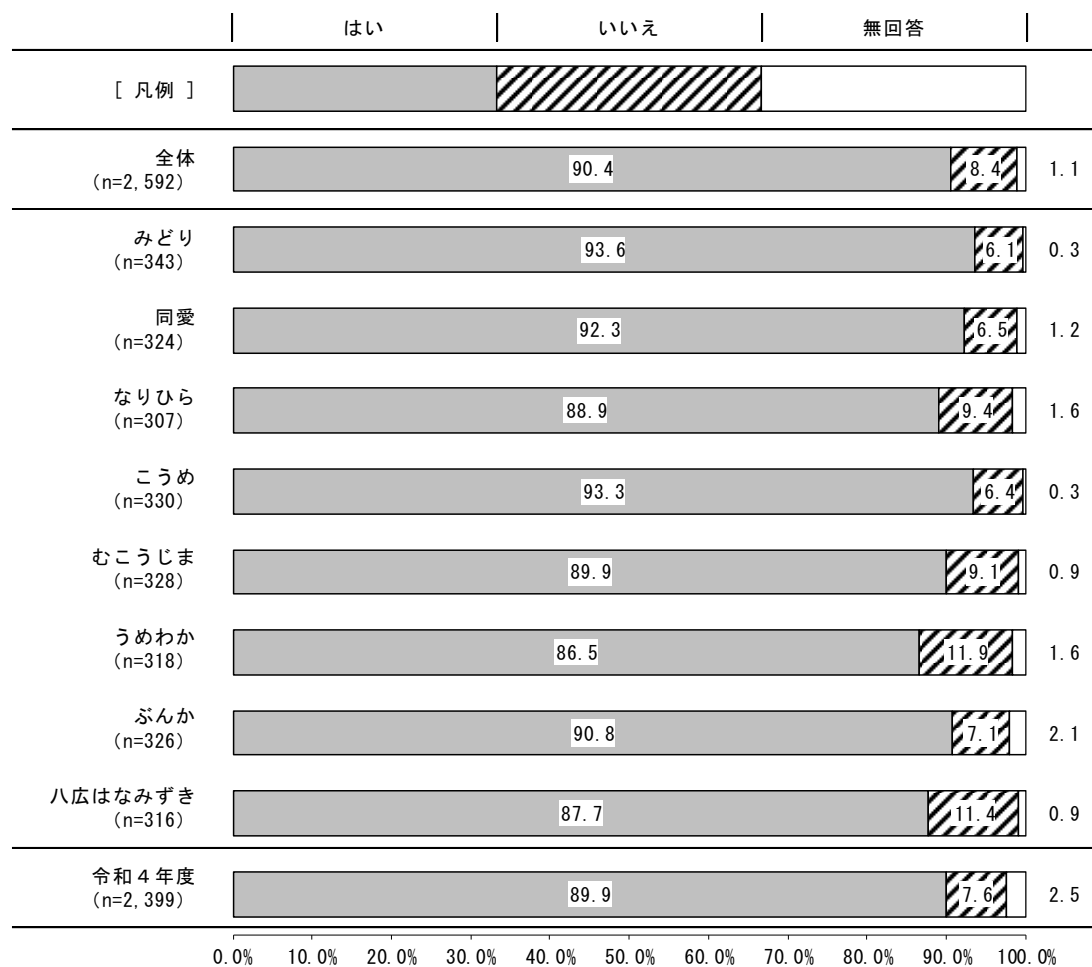 はい いいえ 無回答
[ 凡例 ]
全体
(n=2,592)
90.4 8.4 1.1
みどり
(n=343)
93.6 6.1 0.3
同愛
(n=324)
92.3 6.5 1.2
なりひら
(n=307)
88.9 9.4 1.6
こうめ
(n=330)
93.3 6.4 0.3
むこうじま
(n=328)
89.9 9.1 0.9
うめわか
(n=318)
86.5 11.9 1.6
ぶんか
(n=326)
90.8 7.1 2.1
八広はなみずき
(n=316)
87.7 11.4 0.9
令和４年度
(n=2,399)
89.9 7.6 2.5
0.0% 10.0% 20.0% 30.0% 40.0% 50.0% 60.0% 70.0% 80.0% 90.0% 100.0%